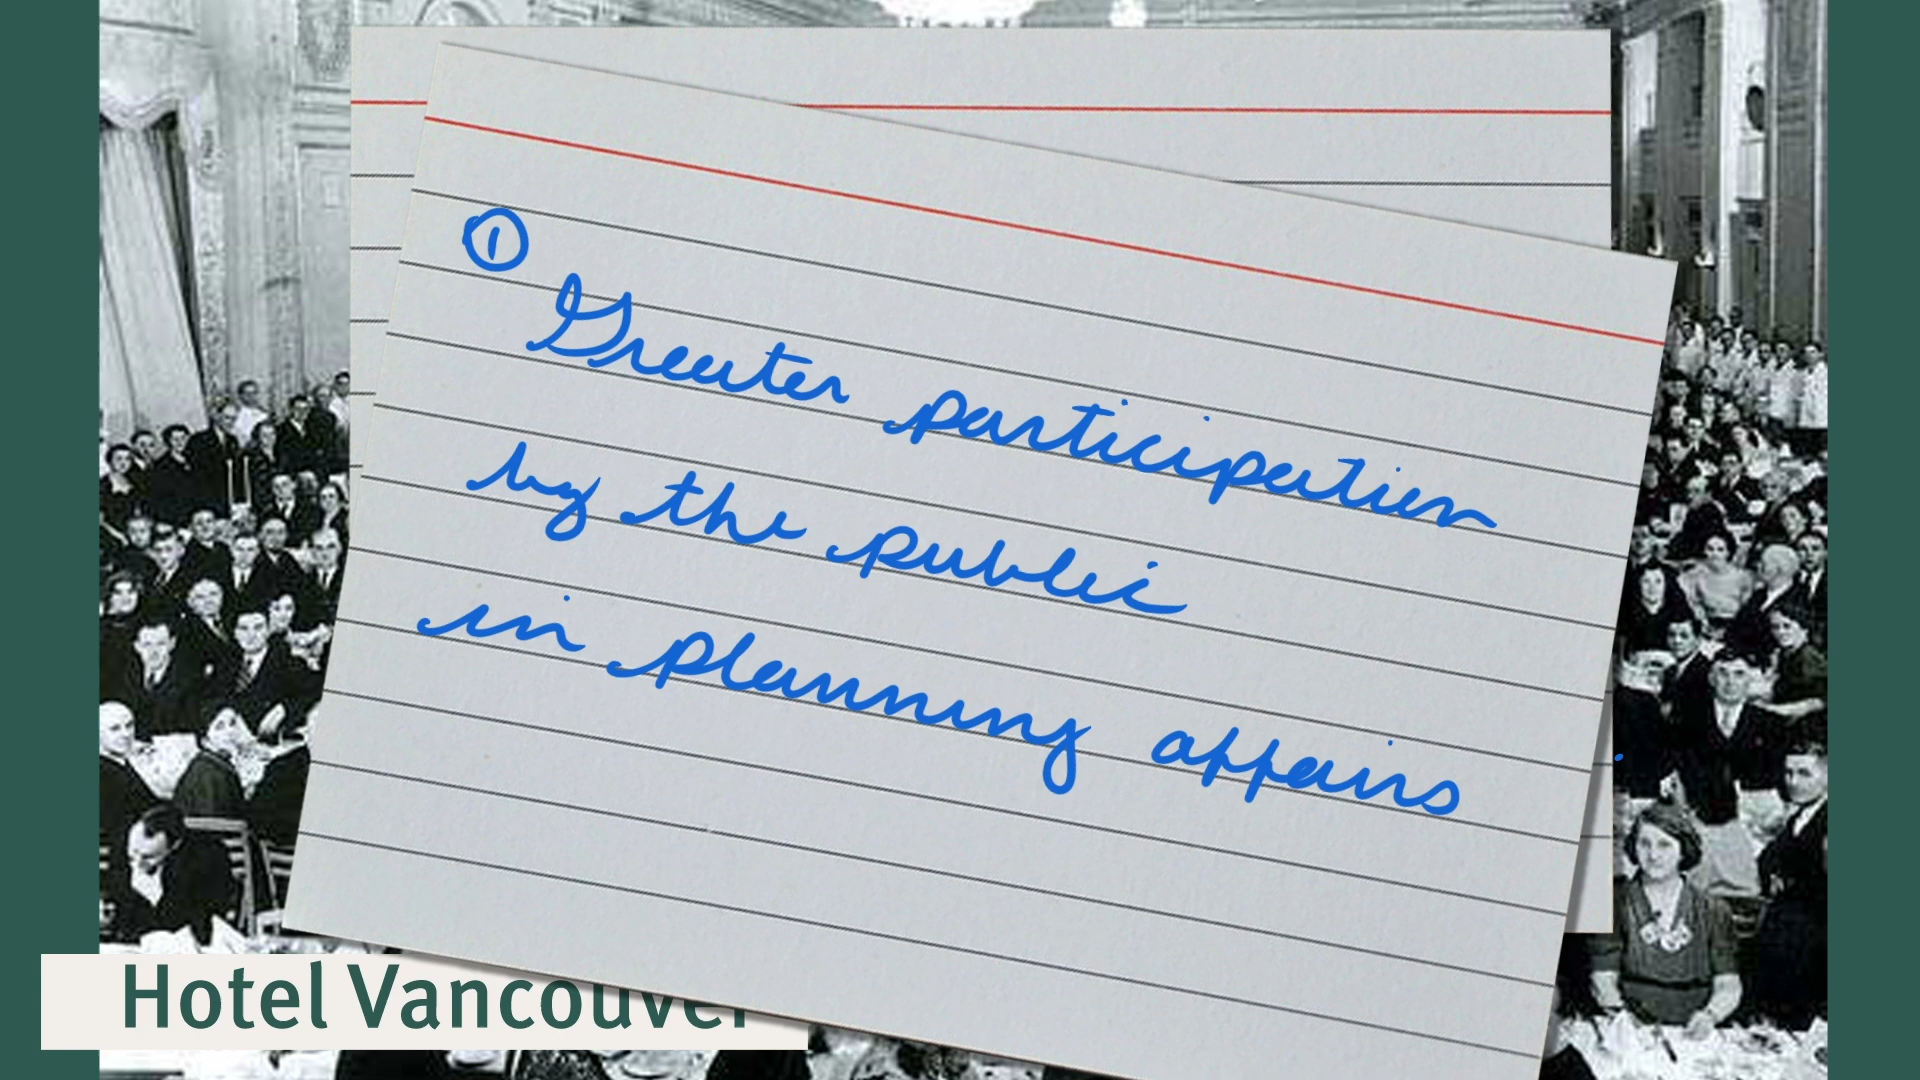 ①
Greater participation
by the public
in planning affairs
Hotel Vancouver